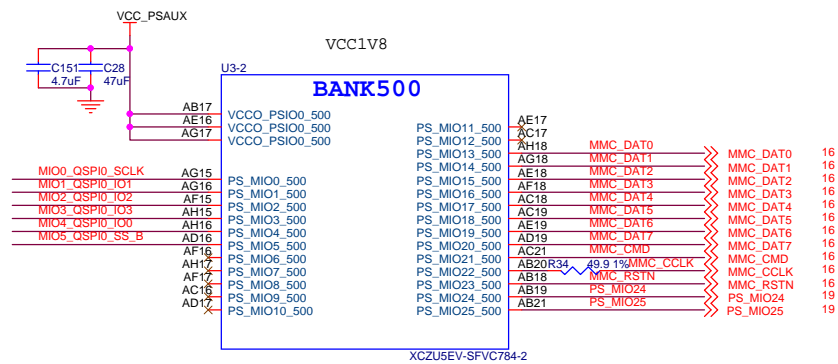 VCC_PSAUX
VCC1V8
C151
4.7uF
C28
47uF
U3-2
BANK500
AB17 VCCO_PSIO0_500
AE16 VCCO_PSIO0_500
AG17 VCCO_PSIO0_500
MIO0_QSPI0_SCLK AG15 PS_MIO0_500
MIO1_QSPI0_IO1 AG16 PS_MIO1_500
MIO2_QSPI0_IO2 AF15 PS_MIO2_500
MIO3_QSPI0_IO3 AH15 PS_MIO3_500
MIO4_QSPI0_IO0 AH16 PS_MIO4_500
MIO5_QSPI0_SS_B AD16 PS_MIO5_500
AF16 PS_MIO6_500
AH17 PS_MIO7_500
AF17 PS_MIO8_500
AC16 PS_MIO9_500
AD17 PS_MIO10_500
PS_MIO11_500 AE17
PS_MIO12_500 AC17
PS_MIO13_500 AH18 MMC_DAT0 MMC_DAT0 16
PS_MIO14_500 AG18 MMC_DAT1 MMC_DAT1 16
PS_MIO15_500 AE18 MMC_DAT2 MMC_DAT2 16
PS_MIO16_500 AF18 MMC_DAT3 MMC_DAT3 16
PS_MIO17_500 AC18 MMC_DAT4 MMC_DAT4 16
PS_MIO18_500 AC19 MMC_DAT5 MMC_DAT5 16
PS_MIO19_500 AE19 MMC_DAT6 MMC_DAT6 16
PS_MIO20_500 AD19 MMC_DAT7 MMC_DAT7 16
PS_MIO21_500 AC21 MMC_CMD MMC_CMD 16
PS_MIO22_500 AB20 R34 49.9 1% MMC_CCLK MMC_CCLK 16
PS_MIO23_500 AB18 MMC_RSTN MMC_RSTN 16
PS_MIO24_500 AB19 PS_MIO24 PS_MIO24 19
PS_MIO25_500 AB21 PS_MIO25 PS_MIO25 19
XCZU5EV-SFVC784-2